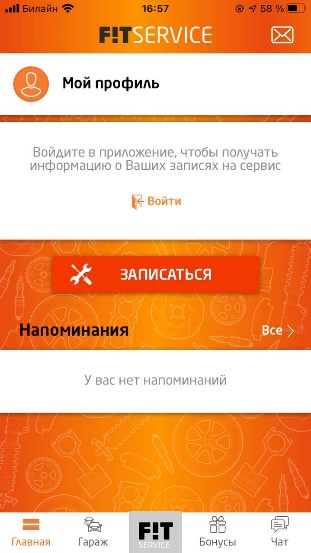 Билайн 16:57 58 %
F!TSERVICE
Мой профиль
Войдите в приложение, чтобы получать
информацию о Ваших записях на сервис
Войти
ЗАПИСАТЬСЯ
Напоминания Все
У вас нет напоминаний
Главная Гараж F!T SERVICE Бонусы Чат